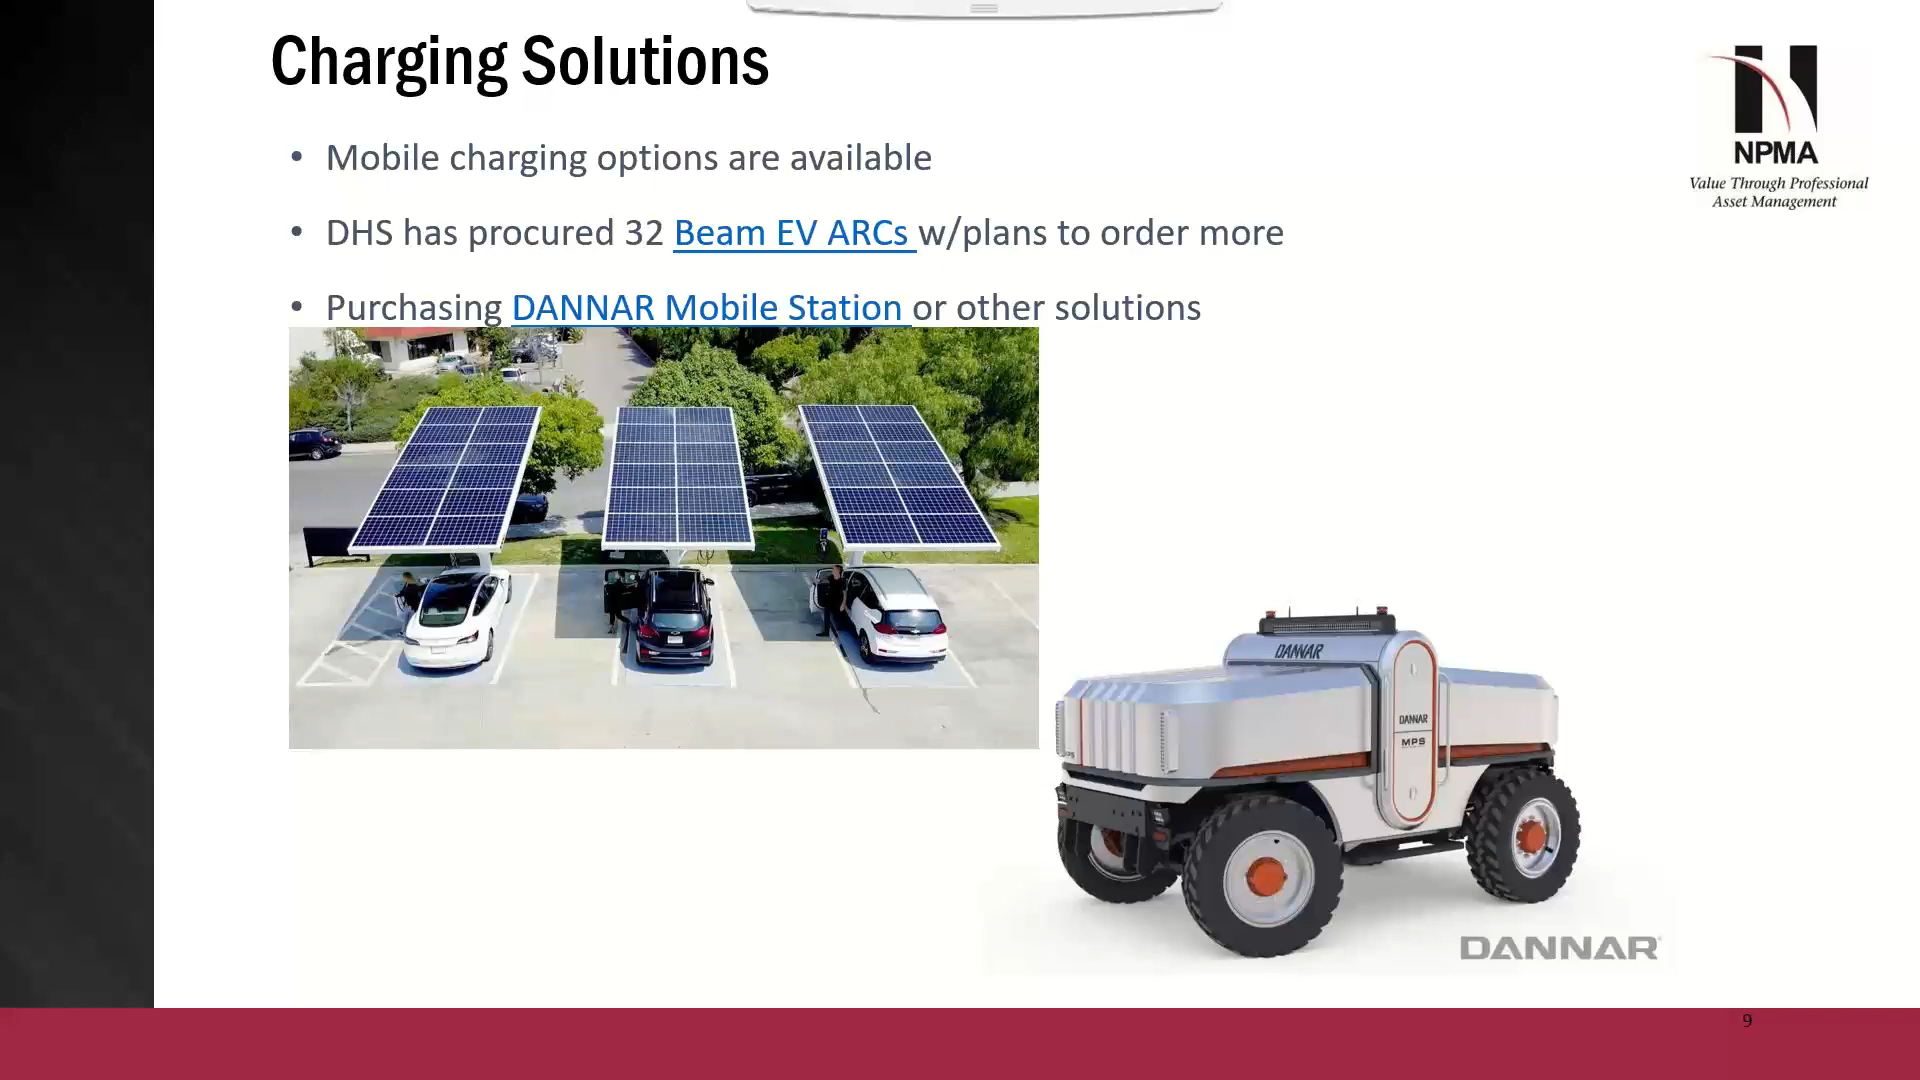 Charging Solutions
NPMA
Value Through Professional
Asset Management
• Mobile charging options are available
• DHS has procured 32 Beam EV ARCs w/plans to order more
• Purchasing DANNAR Mobile Station or other solutions
DANNAR
DANNAR
MPS
DANNAR
9